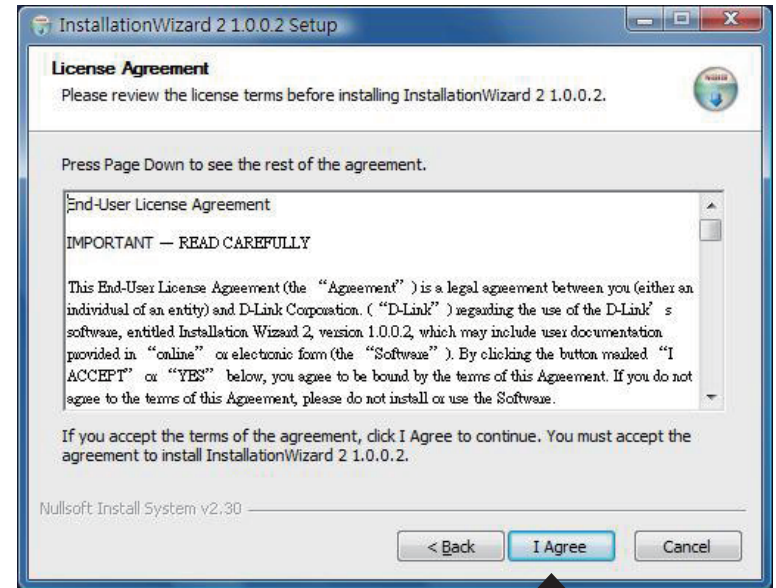 InstallationWizard 2 1.0.0.2 Setup
License Agreement
Please review the license terms before installing InstallationWizard 2 1.0.0.2.
Press Page Down to see the rest of the agreement.
End-User License Agreement
IMPORTANT — READ CAREFULLY
This End-User License Agreement (the “Agreement” ) is a legal agreement between you (either an
individual of an entity) and D-Link Corporation. ( “D-Link” ) regarding the use of the D-Link’ s
software, entitled Installation Wizard 2, version 1.0.0.2, which may include user documentation
provided in “online” or electronic form (the “Software” ). By clicking the button marked “I
ACCEPT” or “YES” below, you agree to be bound by the terms of this Agreement. If you do not
agree to the terms of this Agreement, please do not install or use the Software.
If you accept the terms of the agreement, click I Agree to continue. You must accept the
agreement to install InstallationWizard 2 1.0.0.2.
Nullsoft Install System v2.30
< Back I Agree Cancel